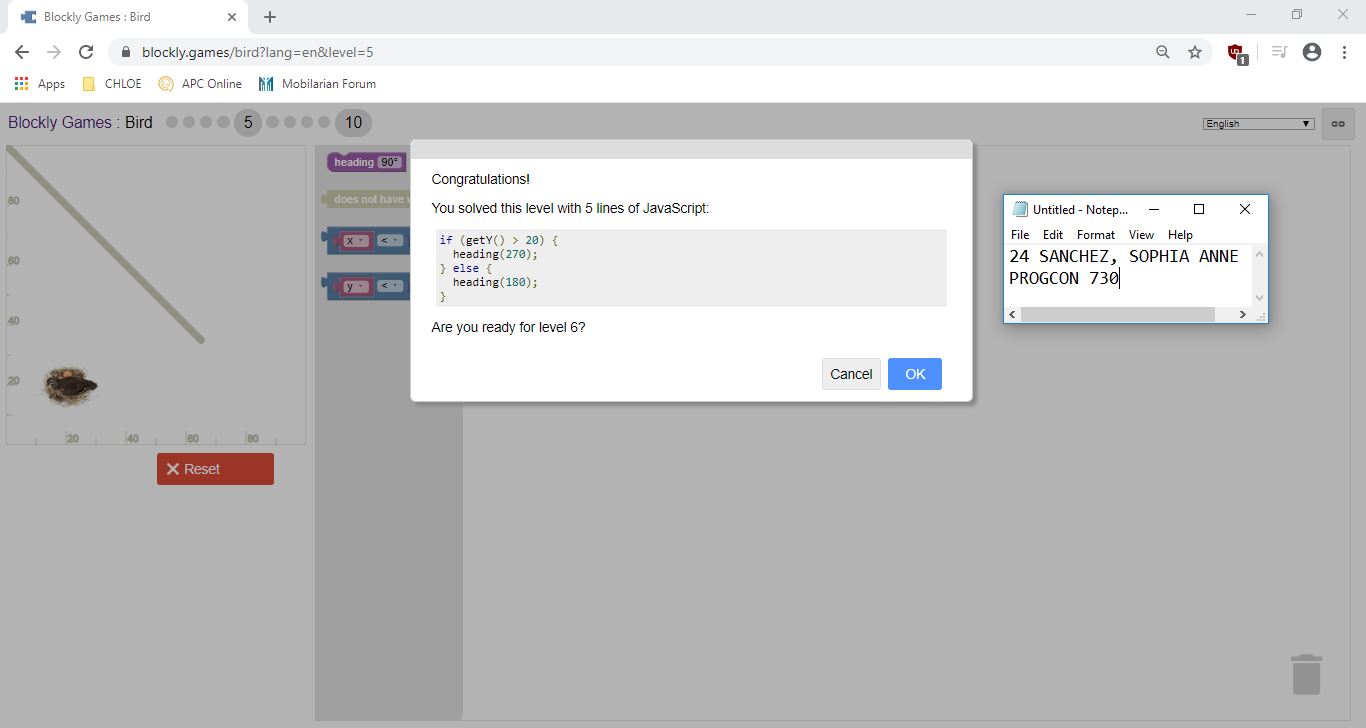 Blockly Games : Bird
blockly.games/bird?lang=en&level=5
1
Apps
CHLOE
APC Online
Mobilarian Forum
Blockly Games : Bird
5
10
English
80
60
40
20
20
40
60
80
Reset
heading 90°
does not have
x <
y <
Congratulations!
You solved this level with 5 lines of JavaScript:
if (getY() > 20) {
  heading(270);
} else {
  heading(180);
}
Are you ready for level 6?
Cancel
OK
Untitled - Notep...
File Edit Format View Help
24 SANCHEZ, SOPHIA ANNE
PROGCON 730